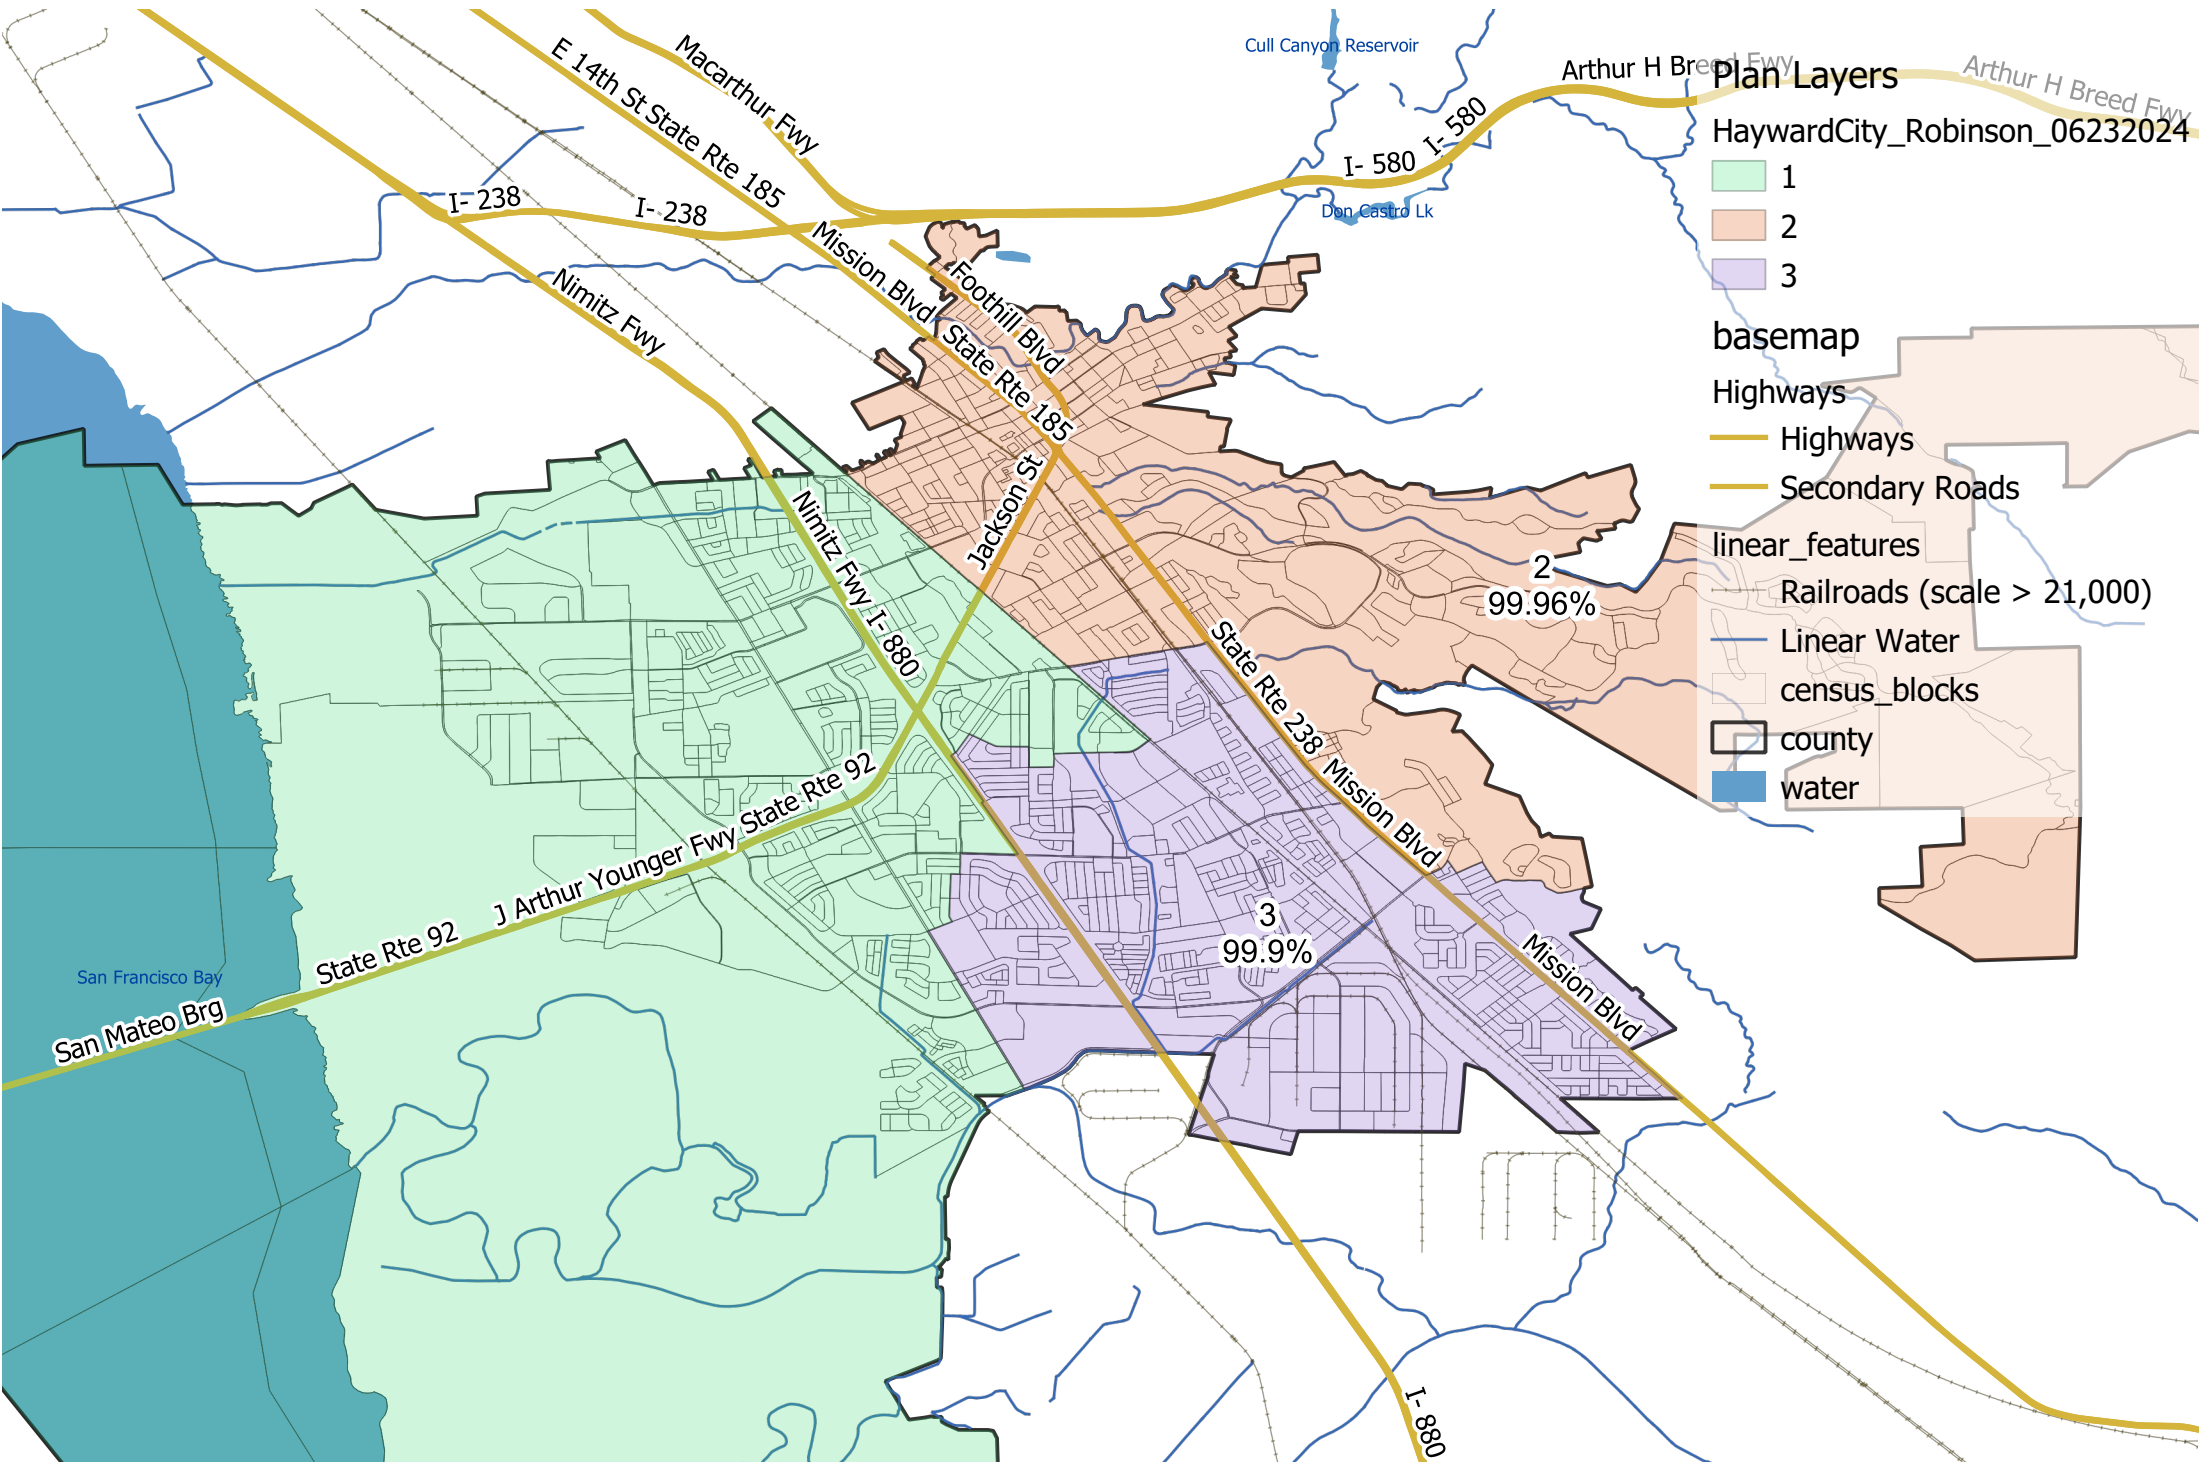 Cull Canyon Reservoir
Macarthur Fwy
E 14th St State Rte 185
Arthur H Breed Fwy
Arthur H Breed Fwy
I- 580
I- 580
Don Castro Lk
I- 238
I- 238
Mission Blvd State Rte 185
Foothill Blvd
Nimitz Fwy
Jackson St
Nimitz Fwy I- 880
2
99.96%
State Rte 238
Mission Blvd
J Arthur Younger Fwy State Rte 92
State Rte 92
3
99.9%
Mission Blvd
San Francisco Bay
San Mateo Brg
I- 880
Plan Layers
HaywardCity_Robinson_06232024
1
2
3
basemap
Highways
Highways
Secondary Roads
linear_features
Railroads (scale > 21,000)
Linear Water
census_blocks
county
water